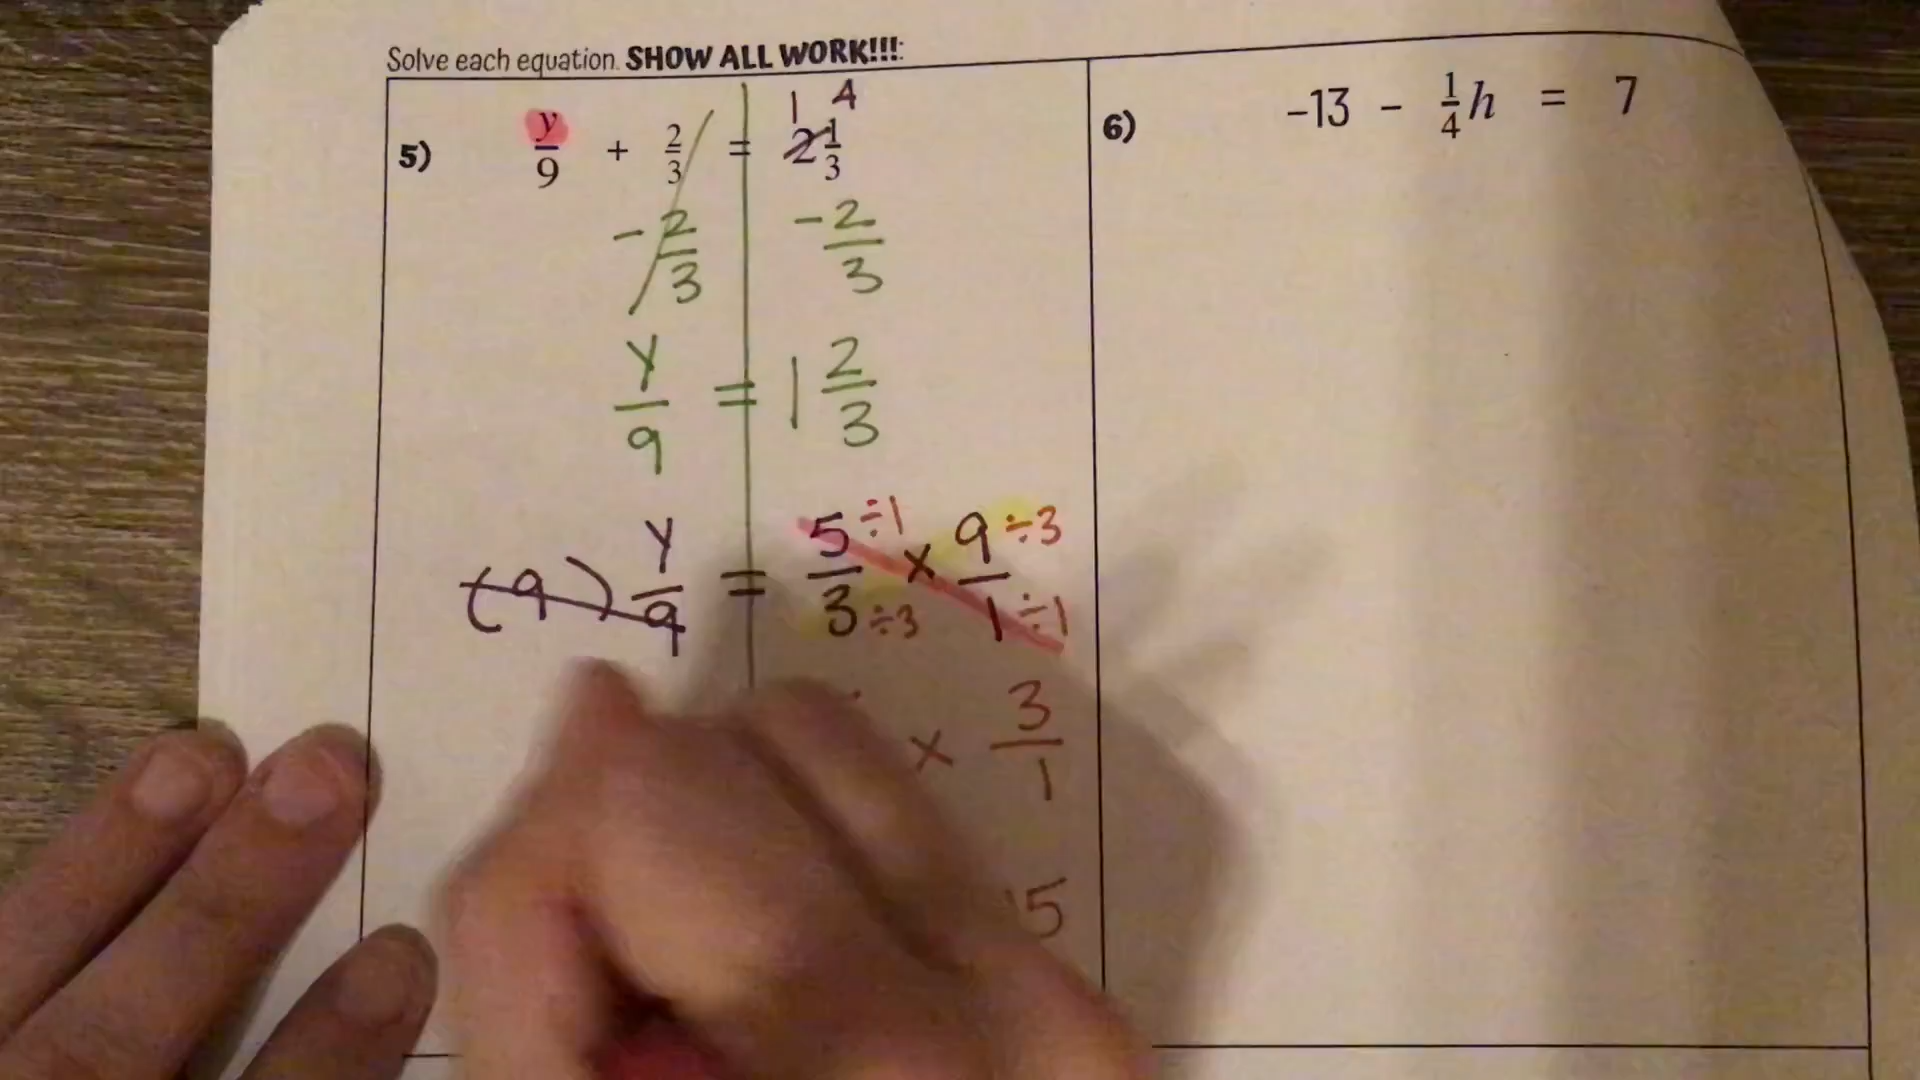 Solve each equation. SHOW ALL WORK!!!:
1 4
5) y/9 + 2/3 = 2 1/3
- 2/3 - 2/3
y/9 = 1 2/3
(9) y/9 = 5/3 ÷1 ÷3 × 9/1 ÷3 ÷1
× 3/1
15
6) -13 - 1/4 h = 7